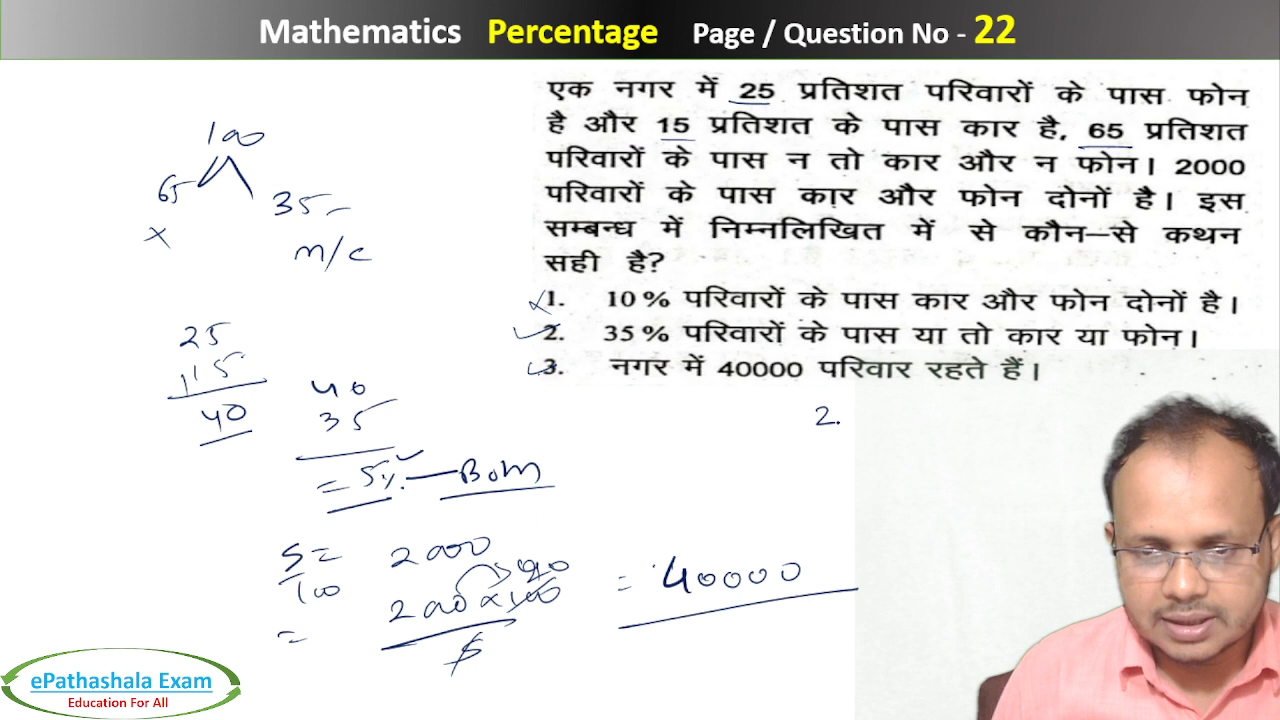 Mathematics Percentage Page / Question No - 22
एक नगर में 25 प्रतिशत परिवारों के पास फोन
है और 15 प्रतिशत के पास कार है, 65 प्रतिशत
परिवारों के पास न तो कार और न फोन। 2000
परिवारों के पास कार और फोन दोनों है। इस
सम्बन्ध में निम्नलिखित में से कौन–से कथन
सही है?
1. 10% परिवारों के पास कार और फोन दोनों है।
2. 35% परिवारों के पास या तो कार या फोन।
3. नगर में 40000 परिवार रहते हैं।
100
65 35
x m/c
25
15
40
40
35
= 5%
5 = 2000
100
= 40000
=
2.
ePathashala Exam
Education For All